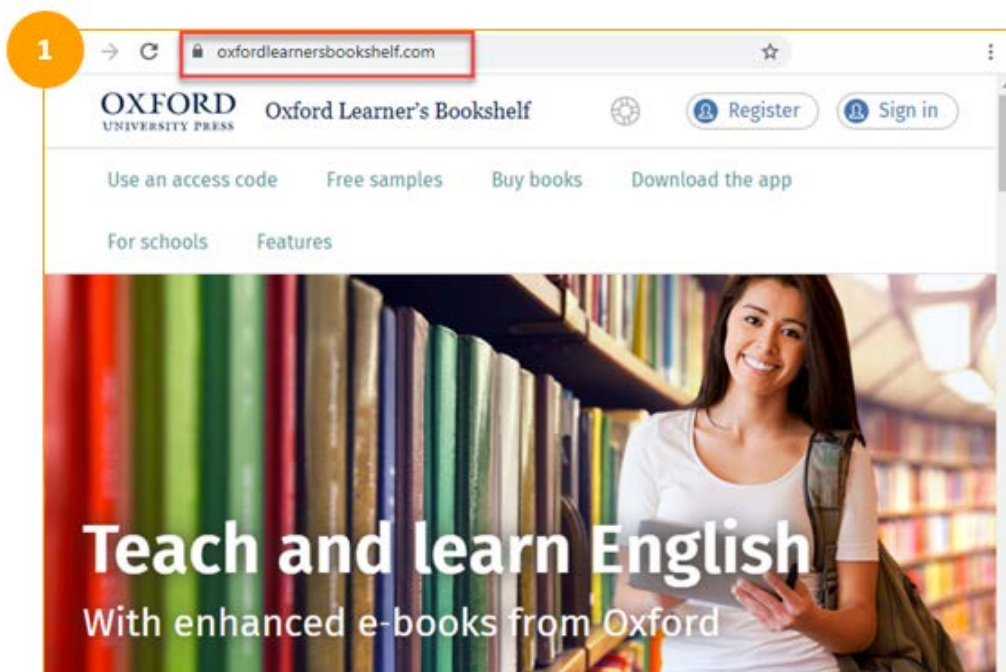 1
oxfordlearnersbookshelf.com
OXFORD
UNIVERSITY PRESS
Oxford Learner's Bookshelf
Register
Sign in
Use an access code
Free samples
Buy books
Download the app
For schools
Features
Teach and learn English
With enhanced e-books from Oxford